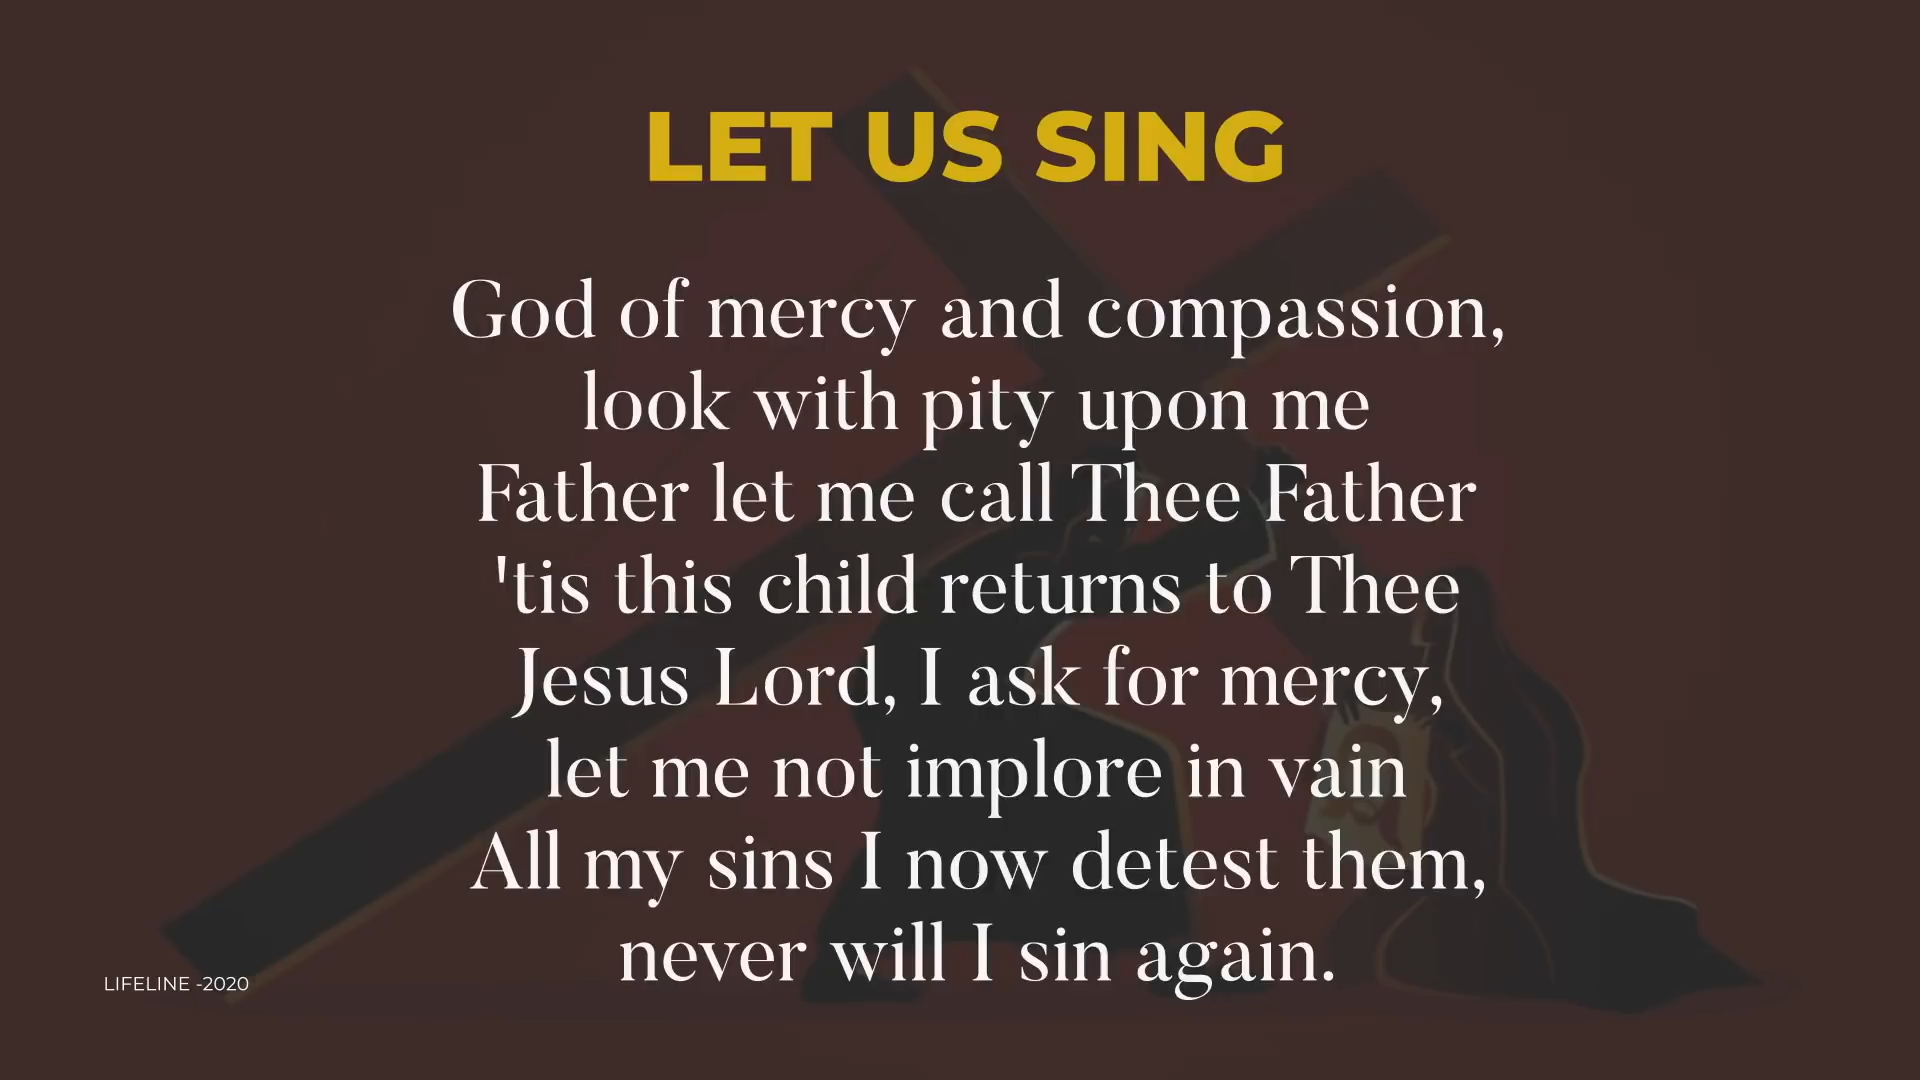 LET US SING
God of mercy and compassion,
look with pity upon me
Father let me call Thee Father
'tis this child returns to Thee
Jesus Lord, I ask for mercy,
let me not implore in vain
All my sins I now detest them,
never will I sin again.
LIFELINE -2020